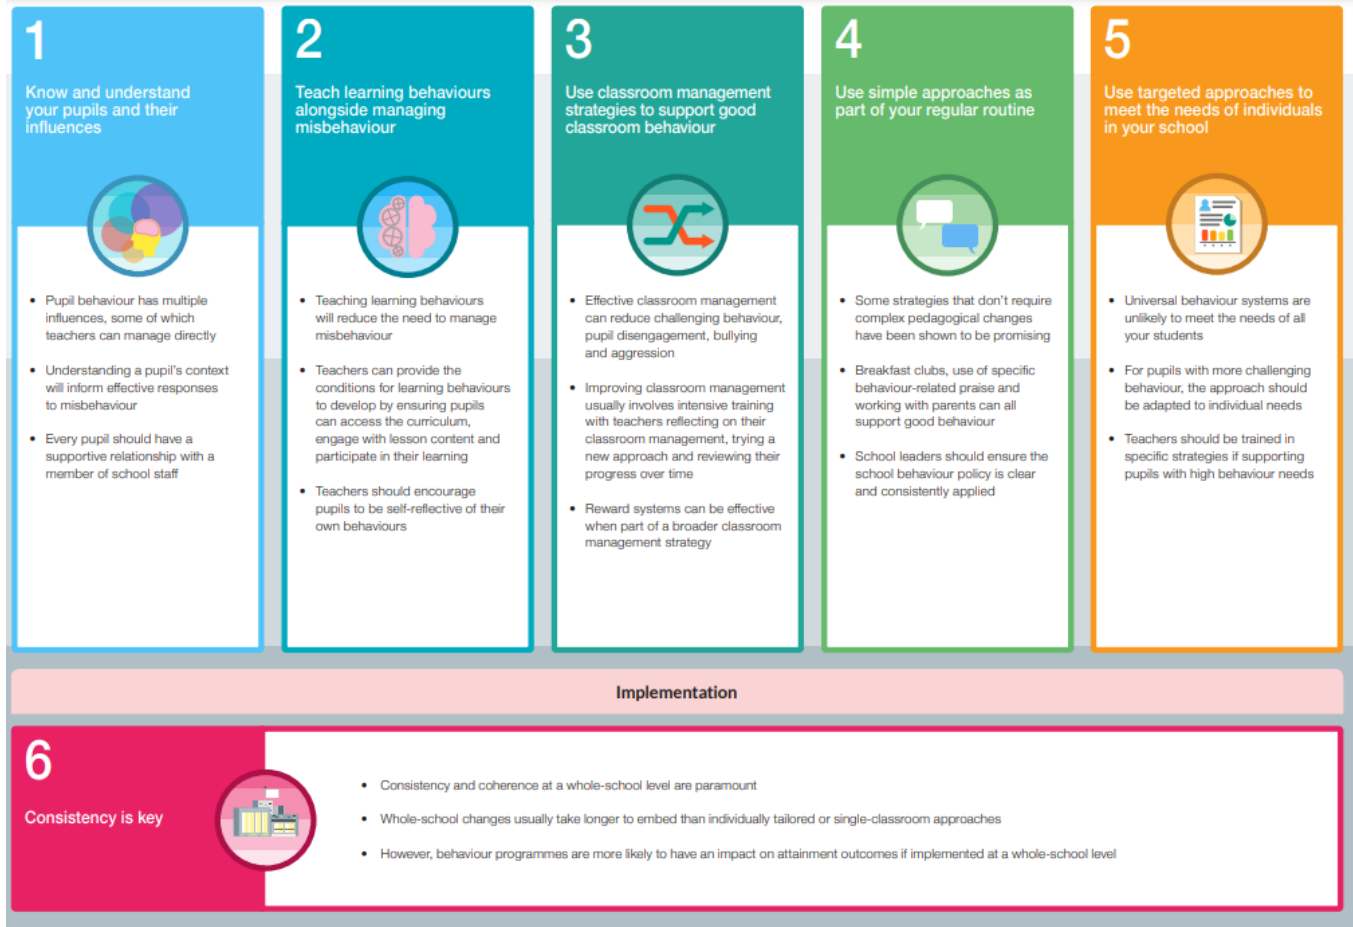 1
Know and understand
your pupils and their
influences
• Pupil behaviour has multiple
influences, some of which
teachers can manage directly
• Understanding a pupil's context
will inform effective responses
to misbehaviour
• Every pupil should have a
supportive relationship with a
member of school staff
2
Teach learning behaviours
alongside managing
misbehaviour
• Teaching learning behaviours
will reduce the need to manage
misbehaviour
• Teachers can provide the
conditions for learning behaviours
to develop by ensuring pupils
can access the curriculum,
engage with lesson content and
participate in their learning
• Teachers should encourage
pupils to be self-reflective of their
own behaviours
3
Use classroom management
strategies to support good
classroom behaviour
• Effective classroom management
can reduce challenging behaviour,
pupil disengagement, bullying
and aggression
• Improving classroom management
usually involves intensive training
with teachers reflecting on their
classroom management, trying a
new approach and reviewing their
progress over time
• Reward systems can be effective
when part of a broader classroom
management strategy
4
Use simple approaches as
part of your regular routine
• Some strategies that don't require
complex pedagogical changes
have been shown to be promising
• Breakfast clubs, use of specific
behaviour-related praise and
working with parents can all
support good behaviour
• School leaders should ensure the
school behaviour policy is clear
and consistently applied
5
Use targeted approaches to
meet the needs of individuals
in your school
• Universal behaviour systems are
unlikely to meet the needs of all
your students
• For pupils with more challenging
behaviour, the approach should
be adapted to individual needs
• Teachers should be trained in
specific strategies if supporting
pupils with high behaviour needs
Implementation
6
Consistency is key
• Consistency and coherence at a whole-school level are paramount
• Whole-school changes usually take longer to embed than individually tailored or single-classroom approaches
• However, behaviour programmes are more likely to have an impact on attainment outcomes if implemented at a whole-school level